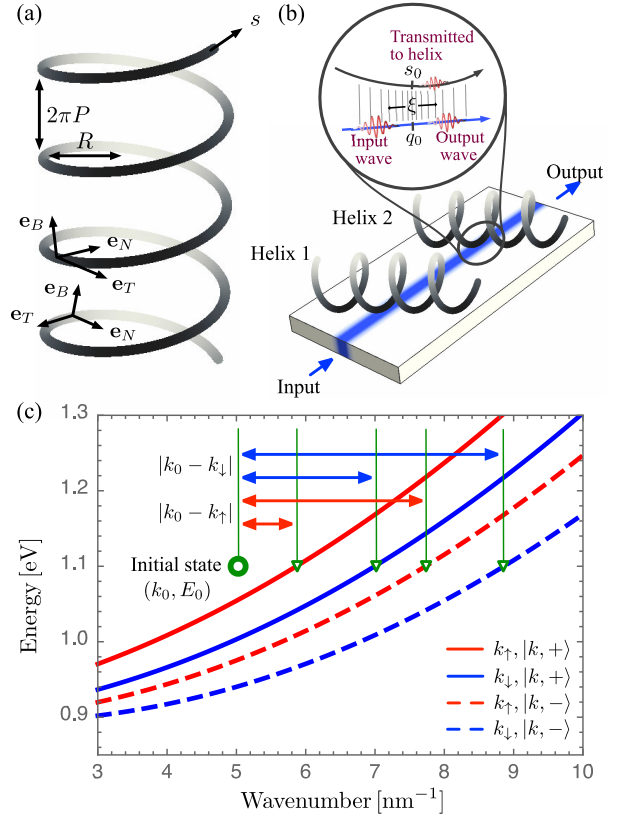 (a)
s
2πP
R
e_B
e_N
e_T
e_B
e_T
e_N
(b)
Transmitted
to helix
s_0
ξ
Input
wave
q_0
Output
wave
Output
Helix 2
Helix 1
Input
(c)
Energy [eV]
1.3
1.2
1.1
1.0
0.9
|k_0 − k_↓|
|k_0 − k_↑|
Initial state
(k_0, E_0)
k_↑, |k, +⟩
k_↓, |k, +⟩
k_↑, |k, −⟩
k_↓, |k, −⟩
3 4 5 6 7 8 9 10
Wavenumber [nm⁻¹]